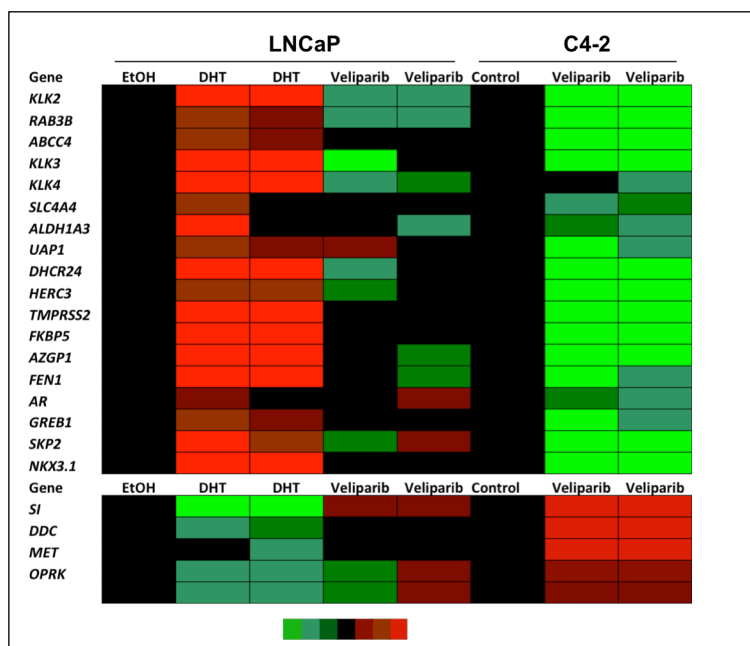 LNCaP C4-2
Gene EtOH DHT DHT Veliparib Veliparib Control Veliparib Veliparib
KLK2
RAB3B
ABCC4
KLK3
KLK4
SLC4A4
ALDH1A3
UAP1
DHCR24
HERC3
TMPRSS2
FKBP5
AZGP1
FEN1
AR
GREB1
SKP2
NKX3.1
Gene EtOH DHT DHT Veliparib Veliparib Control Veliparib Veliparib
SI
DDC
MET
OPRK